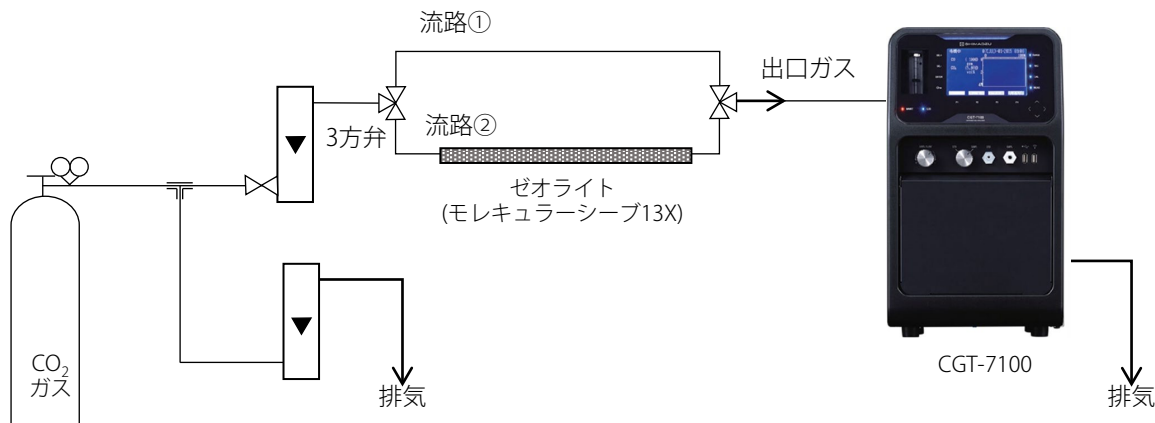 流路①
出口ガス
3方弁
流路②
ゼオライト
(モレキュラーシーブ13X)
CO₂
ガス
排気
SHIMADZU
CGT-7100
排気